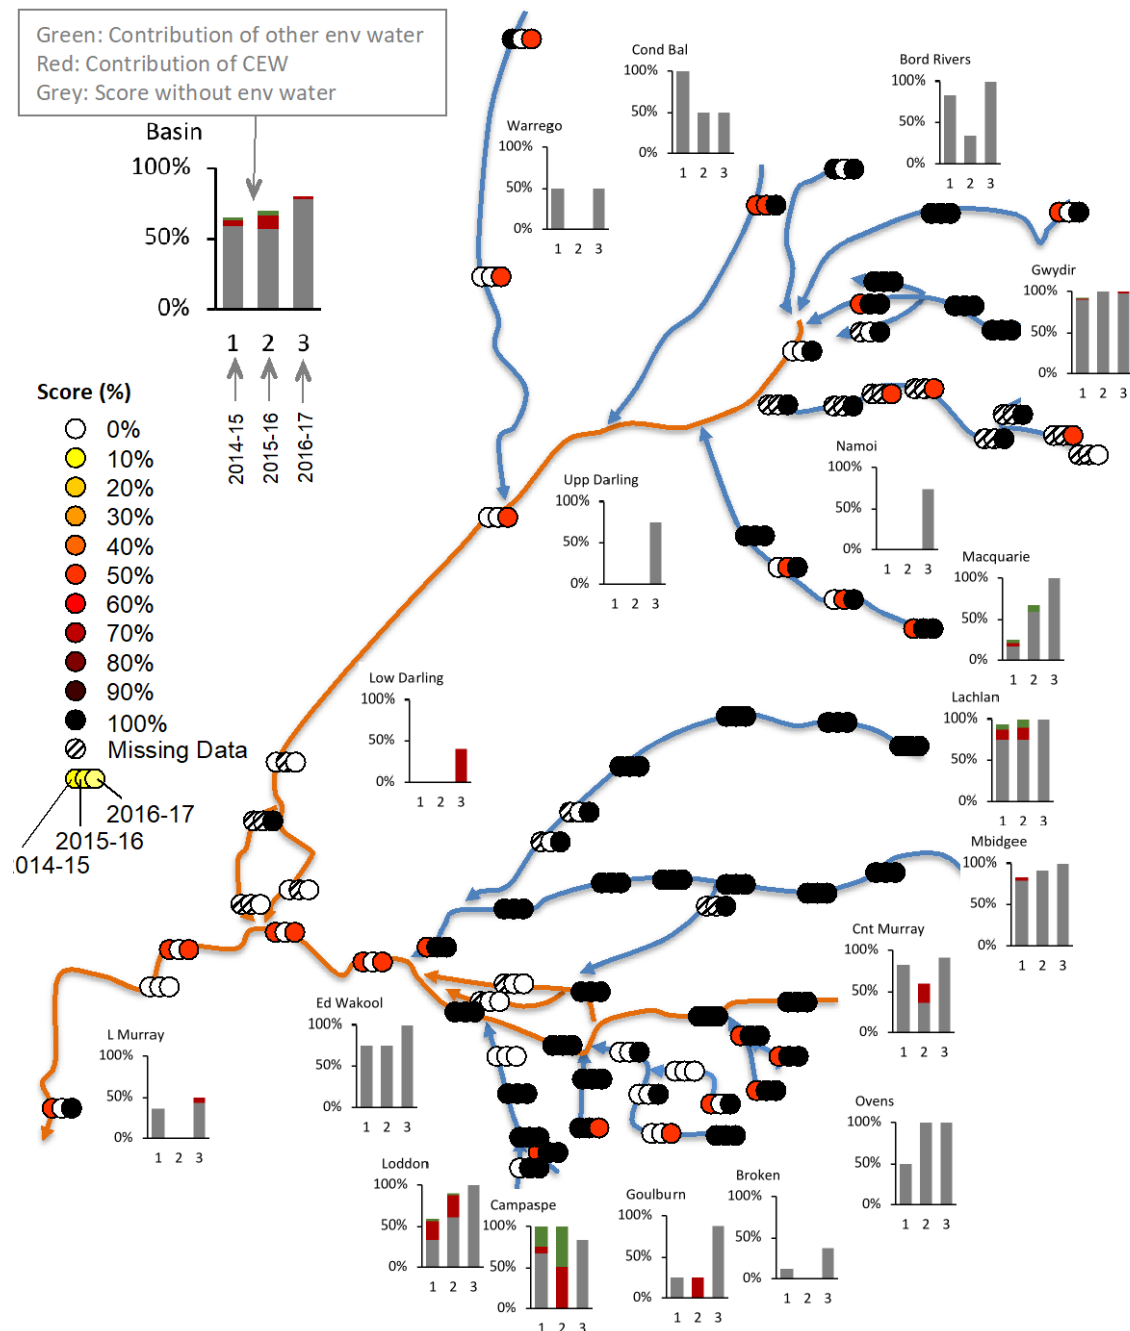 Green: Contribution of other env water
Red: Contribution of CEW
Grey: Score without env water
Basin
100%
50%
0%
1 2 3
2014-15
2015-16
2016-17
Score (%)
0%
10%
20%
30%
40%
50%
60%
70%
80%
90%
100%
Missing Data
2016-17
2015-16
:014-15
Warrego
100%
50%
0%
1 2 3
Cond Bal
100%
50%
0%
1 2 3
Bord Rivers
100%
50%
0%
1 2 3
Gwydir
100%
50%
0%
1 2 3
Upp Darling
100%
50%
0%
1 2 3
Namoi
100%
50%
0%
1 2 3
Macquarie
100%
50%
0%
1 2 3
Low Darling
100%
50%
0%
1 2 3
Lachlan
100%
50%
0%
1 2 3
Mbidgee
100%
50%
0%
1 2 3
Cnt Murray
100%
50%
0%
1 2 3
Ed Wakool
100%
50%
0%
1 2 3
L Murray
100%
50%
0%
1 2 3
Ovens
100%
50%
0%
1 2 3
Loddon
100%
50%
0%
1 2 3
Campaspe
100%
50%
0%
1 2 3
Goulburn
100%
50%
0%
1 2 3
Broken
100%
50%
0%
1 2 3